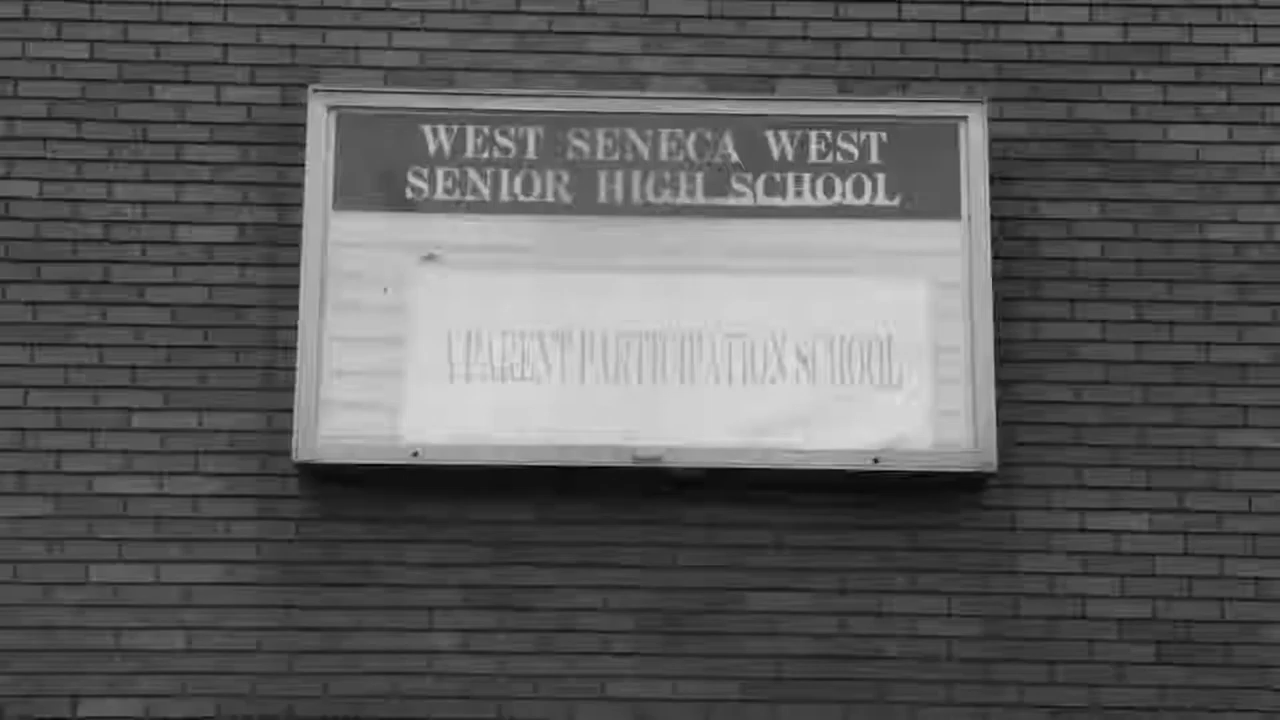 WEST SENECA WEST
SENIOR HIGH SCHOOL
PARENT PARTICIPATION SCHOOL